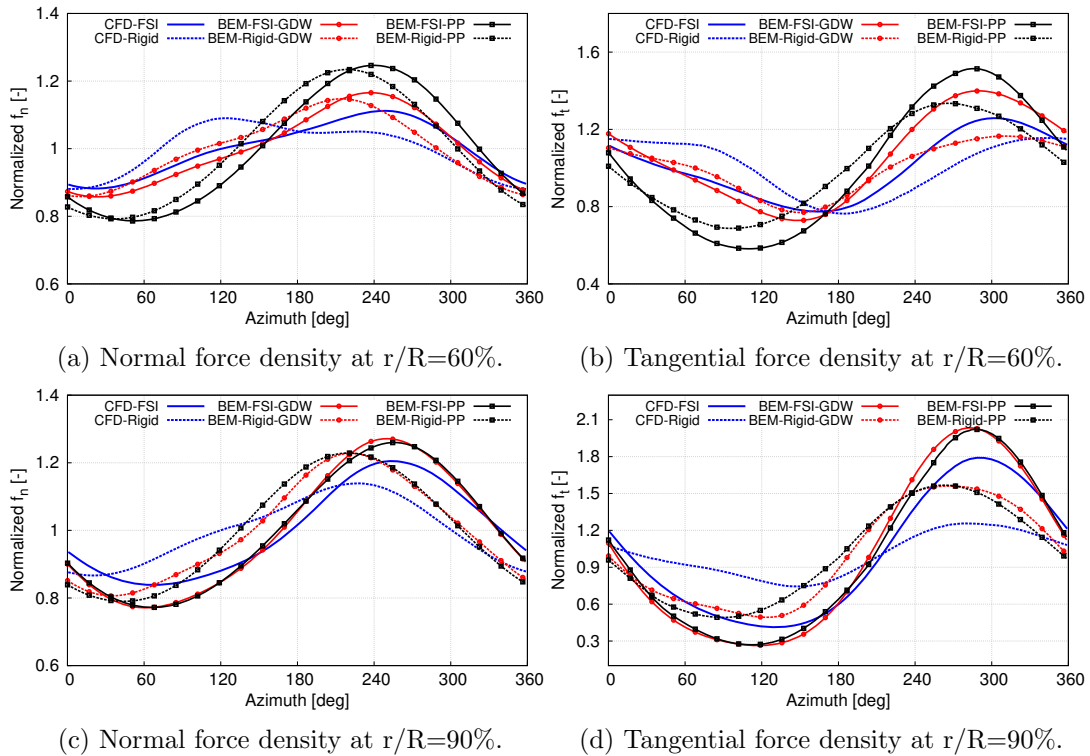 CFD-FSI BEM-FSI-GDW BEM-FSI-PP
CFD-Rigid BEM-Rigid-GDW BEM-Rigid-PP
Normalized fn [-]
1.4
1.2
1
0.8
0.6
0 60 120 180 240 300 360
Azimuth [deg]
(a) Normal force density at r/R=60%.
CFD-FSI BEM-FSI-GDW BEM-FSI-PP
CFD-Rigid BEM-Rigid-GDW BEM-Rigid-PP
Normalized ft [-]
1.6
1.2
0.8
0.4
0 60 120 180 240 300 360
Azimuth [deg]
(b) Tangential force density at r/R=60%.
CFD-FSI BEM-FSI-GDW BEM-FSI-PP
CFD-Rigid BEM-Rigid-GDW BEM-Rigid-PP
Normalized fn [-]
1.4
1.2
1
0.8
0.6
0 60 120 180 240 300 360
Azimuth [deg]
(c) Normal force density at r/R=90%.
CFD-FSI BEM-FSI-GDW BEM-FSI-PP
CFD-Rigid BEM-Rigid-GDW BEM-Rigid-PP
Normalized ft [-]
2.1
1.8
1.5
1.2
0.9
0.6
0.3
0 60 120 180 240 300 360
Azimuth [deg]
(d) Tangential force density at r/R=90%.